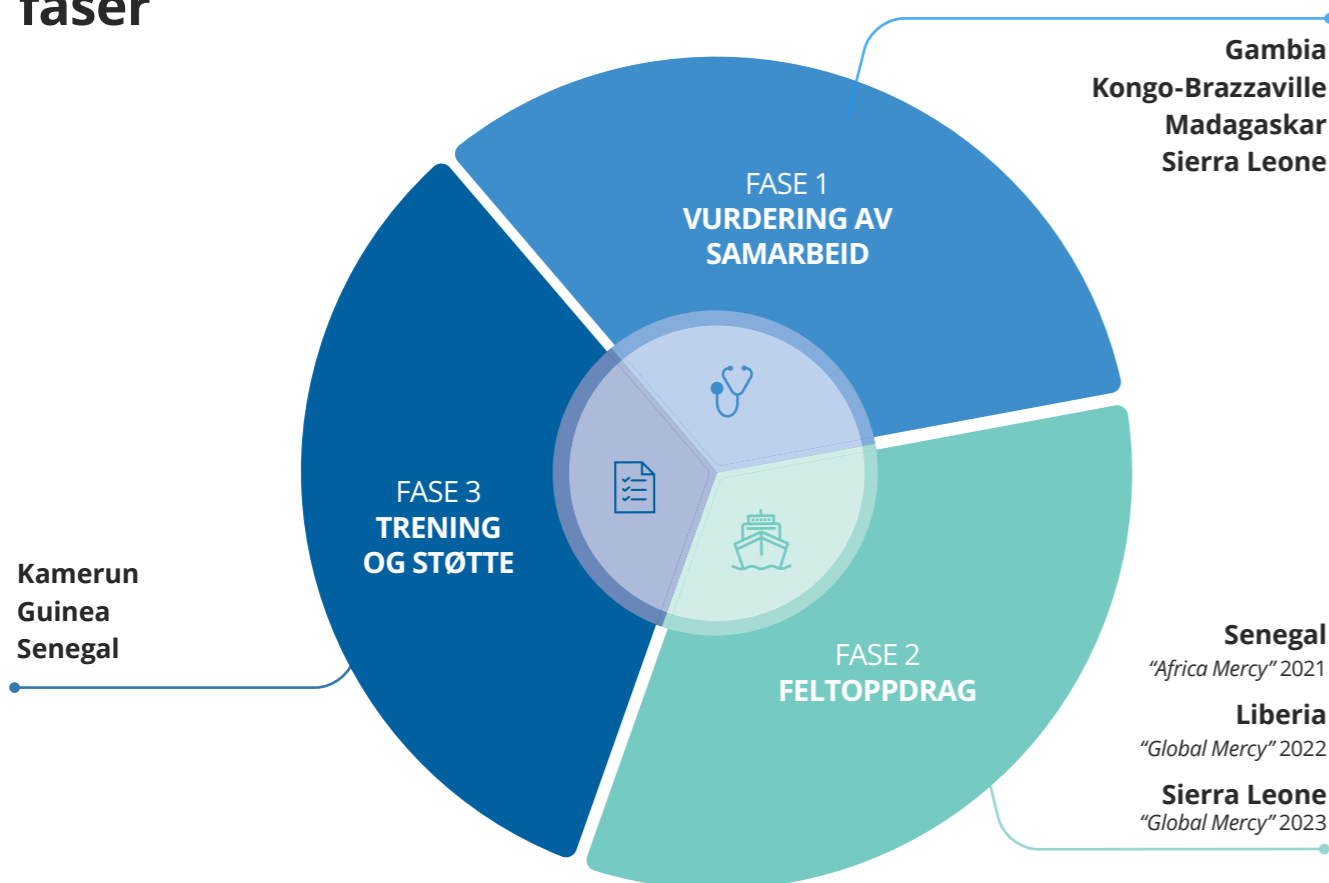 faser
Gambia
Kongo-Brazzaville
Madagaskar
Sierra Leone
FASE 1
VURDERING AV
SAMARBEID
FASE 3
TRENING
OG STØTTE
Kamerun
Guinea
Senegal
FASE 2
FELTOPPDRAG
Senegal
“Africa Mercy” 2021
Liberia
“Global Mercy” 2022
Sierra Leone
“Global Mercy” 2023